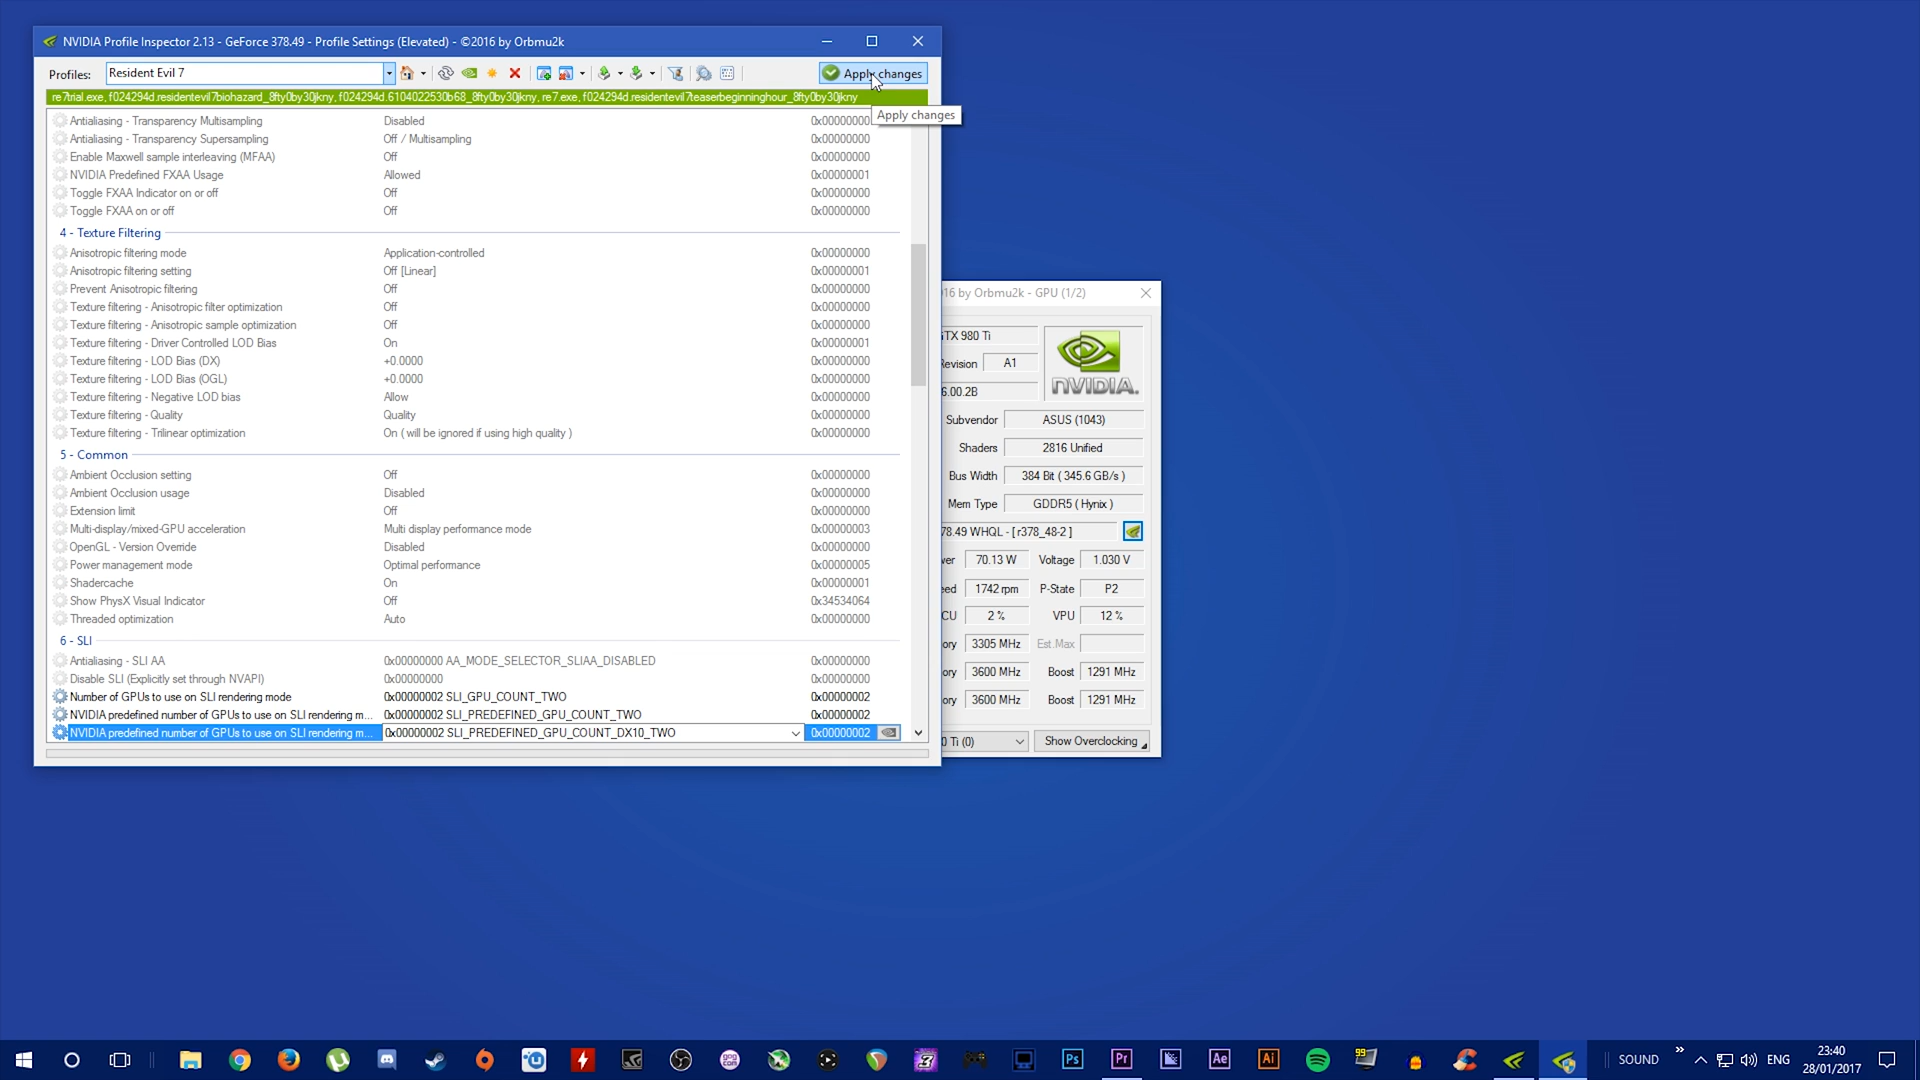 NVIDIA Profile Inspector 2.13 - GeForce 378.49 - Profile Settings (Elevated) - ©2016 by Orbmu2k
Profiles: Resident Evil 7
Apply changes
re7trial.exe, f024294d.residentevil7biohazard_8fty0by30jkny, f024294d.6104022530b68_8fty0by30jkny, re7.exe, f024294d.residentevil7teaserbeginninghour_8fty0by30jkny
Apply changes
Antialiasing - Transparency Multisampling Disabled 0x00000000
Antialiasing - Transparency Supersampling Off / Multisampling 0x00000000
Enable Maxwell sample interleaving (MFAA) Off 0x00000000
NVIDIA Predefined FXAA Usage Allowed 0x00000001
Toggle FXAA Indicator on or off Off 0x00000000
Toggle FXAA on or off Off 0x00000000
4 - Texture Filtering
Anisotropic filtering mode Application-controlled 0x00000000
Anisotropic filtering setting Off [Linear] 0x00000001
Prevent Anisotropic filtering Off 0x00000000
Texture filtering - Anisotropic filter optimization Off 0x00000000
Texture filtering - Anisotropic sample optimization Off 0x00000000
Texture filtering - Driver Controlled LOD Bias On 0x00000001
Texture filtering - LOD Bias (DX) +0.0000 0x00000000
Texture filtering - LOD Bias (OGL) +0.0000 0x00000000
Texture filtering - Negative LOD bias Allow 0x00000000
Texture filtering - Quality Quality 0x00000000
Texture filtering - Trilinear optimization On ( will be ignored if using high quality ) 0x00000000
5 - Common
Ambient Occlusion setting Off 0x00000000
Ambient Occlusion usage Disabled 0x00000000
Extension limit Off 0x00000000
Multi-display/mixed-GPU acceleration Multi display performance mode 0x00000003
OpenGL - Version Override Disabled 0x00000000
Power management mode Optimal performance 0x00000005
Shadercache On 0x00000001
Show PhysX Visual Indicator Off 0x34534064
Threaded optimization Auto 0x00000000
6 - SLI
Antialiasing - SLI AA 0x00000000 AA_MODE_SELECTOR_SLIAA_DISABLED 0x00000000
Disable SLI (Explicitly set through NVAPI) 0x00000000 0x00000000
Number of GPUs to use on SLI rendering mode 0x00000002 SLI_GPU_COUNT_TWO 0x00000002
NVIDIA predefined number of GPUs to use on SLI rendering m... 0x00000002 SLI_PREDEFINED_GPU_COUNT_TWO 0x00000002
NVIDIA predefined number of GPUs to use on SLI rendering m... 0x00000002 SLI_PREDEFINED_GPU_COUNT_DX10_TWO 0x00000002
16 by Orbmu2k - GPU (1/2)
GTX 980 Ti
Revision A1
6.00.2B
NVIDIA.
Subvendor ASUS (1043)
Shaders 2816 Unified
Bus Width 384 Bit ( 345.6 GB/s )
Mem Type GDDR5 ( Hynix )
78.49 WHQL - [ r378_48-2 ]
wer 70.13 W Voltage 1.030 V
eed 1742 rpm P-State P2
CU 2 % VPU 12 %
ory 3305 MHz Est.Max
ory 3600 MHz Boost 1291 MHz
ory 3600 MHz Boost 1291 MHz
0 Ti (0) Show Overclocking
gog
com
Ps
Pr
Ae
Ai
99
SOUND
»
ENG
23:40
28/01/2017